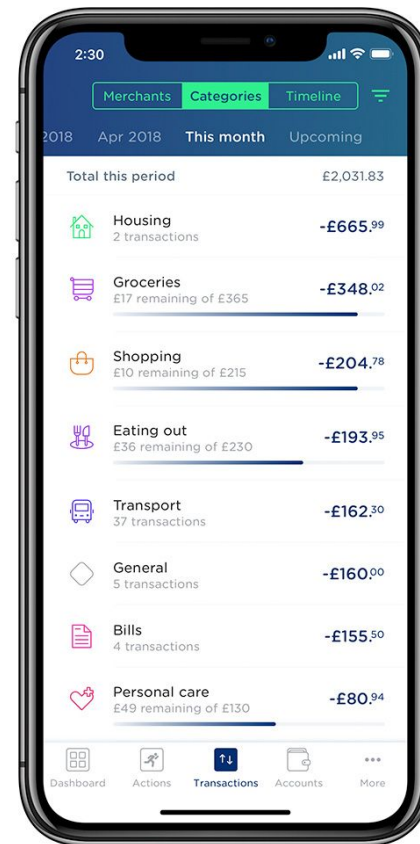 2:30
Merchants Categories Timeline
2018 Apr 2018 This month Upcoming
Total this period £2,031.83
Housing -£665.99
2 transactions
Groceries -£348.02
£17 remaining of £365
Shopping -£204.78
£10 remaining of £215
Eating out -£193.95
£36 remaining of £230
Transport -£162.30
37 transactions
General -£160.00
5 transactions
Bills -£155.50
4 transactions
Personal care -£80.94
£49 remaining of £130
Dashboard Actions Transactions Accounts More